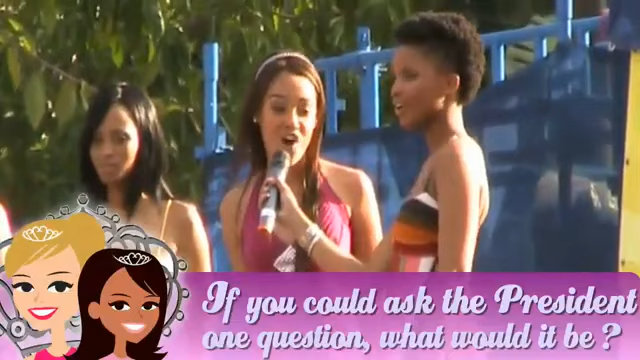 If you could ask the President
one question, what would it be ?